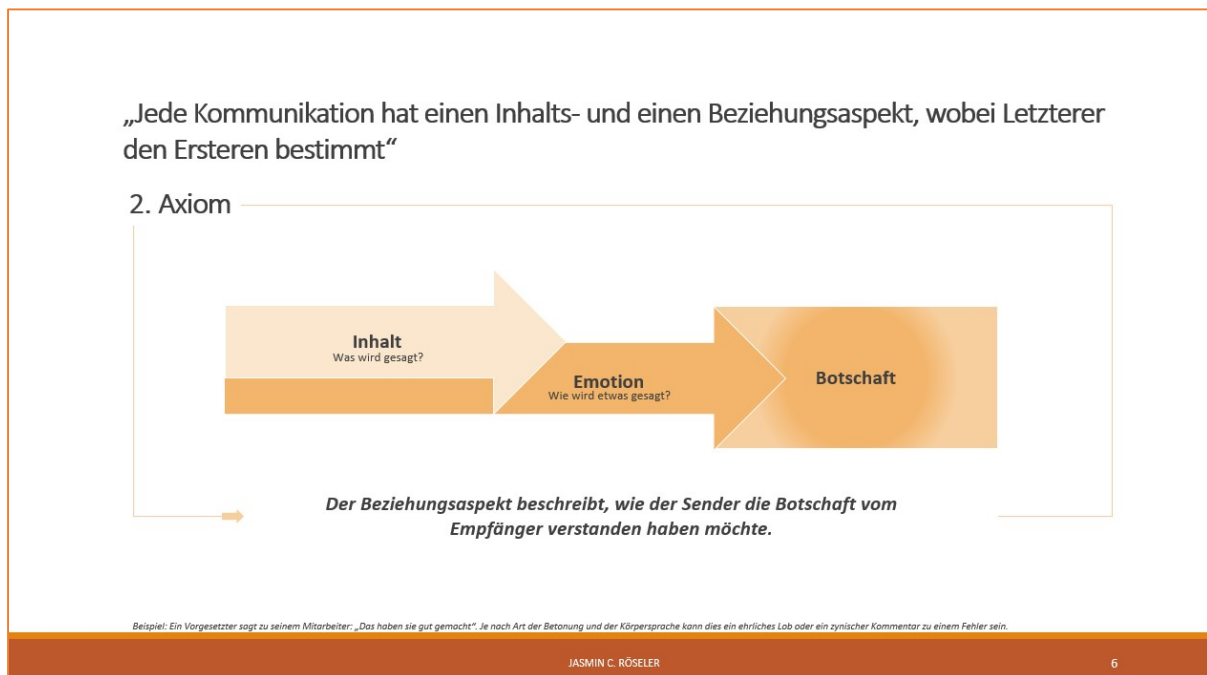 „Jede Kommunikation hat einen Inhalts- und einen Beziehungsaspekt, wobei Letzterer
den Ersteren bestimmt“
2. Axiom
Inhalt
Was wird gesagt?
Emotion
Wie wird etwas gesagt?
Botschaft
Der Beziehungsaspekt beschreibt, wie der Sender die Botschaft vom
Empfänger verstanden haben möchte.
Beispiel: Ein Vorgesetzter sagt zu seinem Mitarbeiter: „Das haben sie gut gemacht“. Je nach Art der Betonung und der Körpersprache kann dies ein ehrliches Lob oder ein zynischer Kommentar zu einem Fehler sein.
JASMIN C. RÖSELER
6